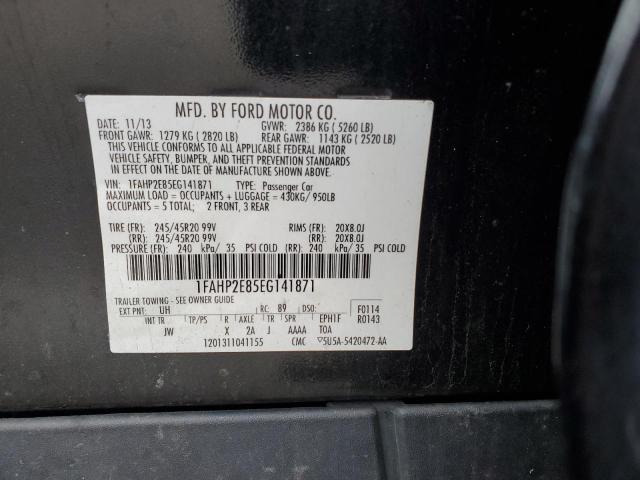 MFD. BY FORD MOTOR CO.
DATE: 11/13 GVWR: 2386 KG ( 5260 LB)
FRONT GAWR: 1279 KG ( 2820 LB) REAR GAWR: 1143 KG ( 2520 LB)
THIS VEHICLE CONFORMS TO ALL APPLICABLE FEDERAL MOTOR
VEHICLE SAFETY, BUMPER, AND THEFT PREVENTION STANDARDS
IN EFFECT ON THE DATE OF MANUFACTURE SHOWN ABOVE.
VIN: 1FAHP2E85EG141871 TYPE: Passenger Car
MAXIMUM LOAD = OCCUPANTS + LUGGAGE = 430KG/ 950LB
OCCUPANTS = 5 TOTAL; 2 FRONT, 3 REAR
TIRE (FR): 245/45R20 99V RIMS (FR): 20X8.0J
(RR): 245/45R20 99V (RR): 20X8.0J
PRESSURE (FR): 240 kPa/ 35 PSI COLD (RR) 240 kPa/ 35 PSI COLD
1FAHP2E85EG141871
TRAILER TOWING - SEE OWNER GUIDE
EXT PNT: UH RC: 89 DSO: F0114
INT TR TP/PS R AXLE TR SPR EPH1F R0143
JW X 2A J AAAA TOA
1201311041155 CMC ▽5U5A-5420472-AA